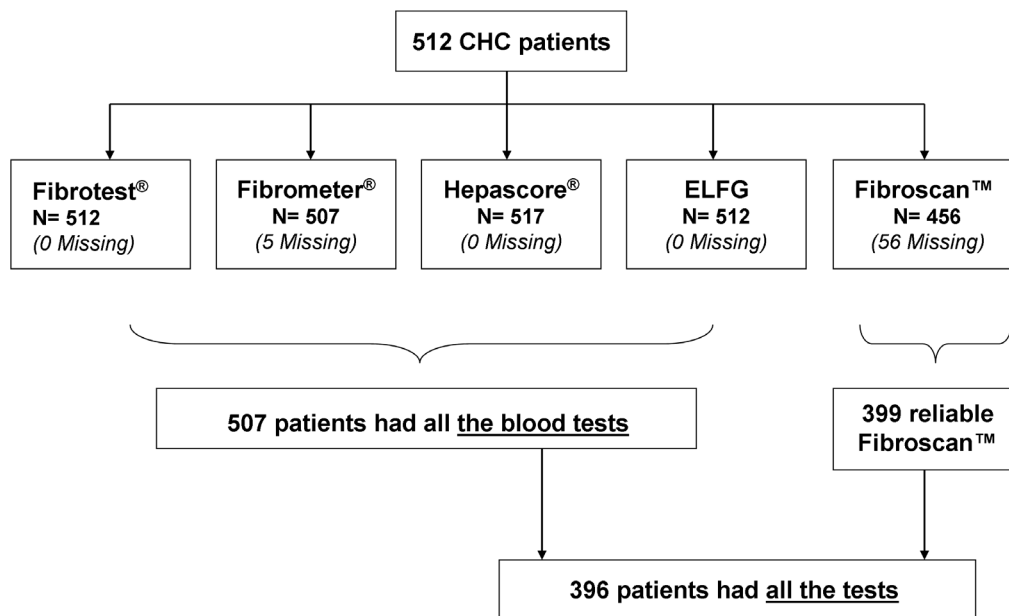 512 CHC patients
Fibrotest®
N= 512
(0 Missing)
Fibrometer®
N= 507
(5 Missing)
Hepascore®
N= 517
(0 Missing)
ELFG
N= 512
(0 Missing)
Fibroscan™
N= 456
(56 Missing)
507 patients had all the blood tests
399 reliable
Fibroscan™
396 patients had all the tests